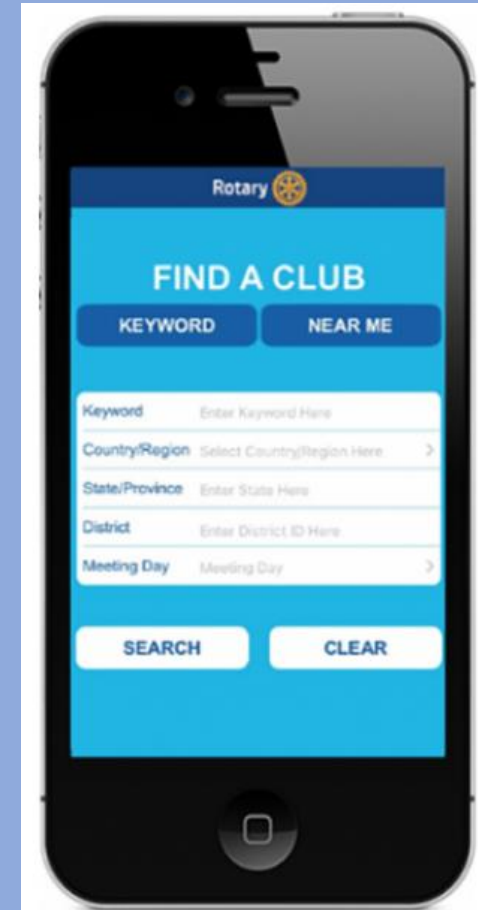 Rotary
FIND A CLUB
KEYWORD NEAR ME
Keyword Enter Keyword Here
Country/Region Select Country/Region Here
State/Province Enter State Here
District Enter District ID Here
Meeting Day Meeting Day
SEARCH CLEAR